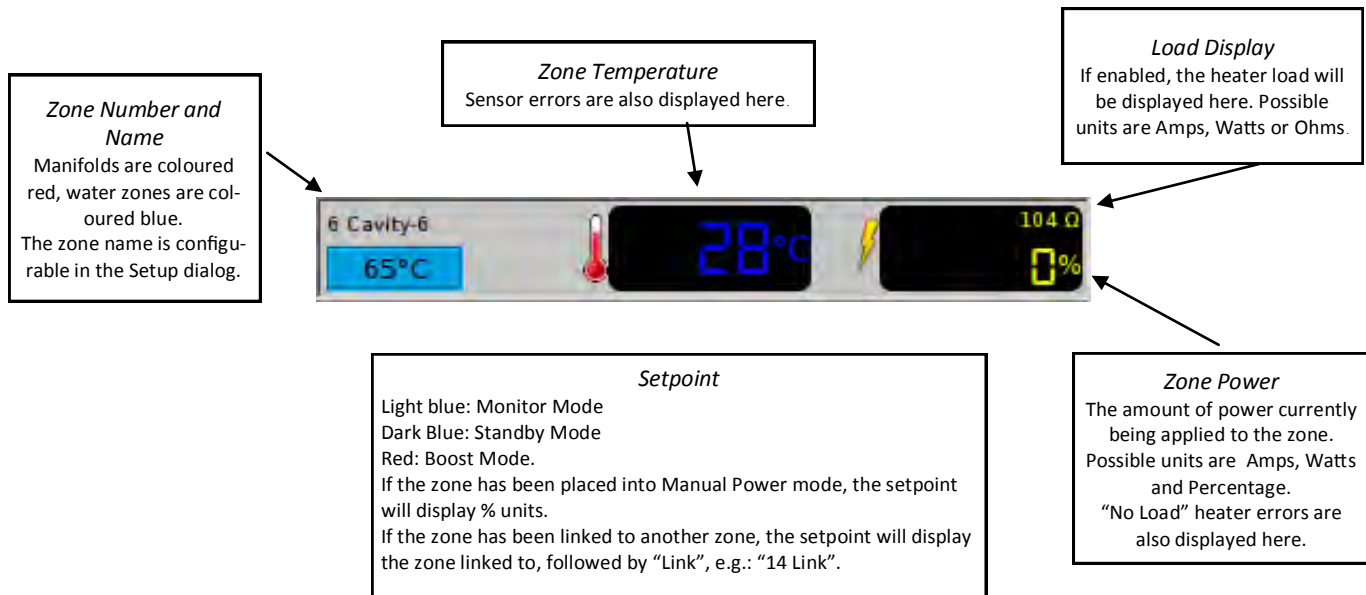 Zone Number and
Name
Manifolds are coloured
red, water zones are col-
oured blue.
The zone name is configu-
rable in the Setup dialog.
Zone Temperature
Sensor errors are also displayed here.
Load Display
If enabled, the heater load will
be displayed here. Possible
units are Amps, Watts or Ohms.
6 Cavity-6
65°C
28°C
104 Ω
0%
Setpoint
Light blue: Monitor Mode
Dark Blue: Standby Mode
Red: Boost Mode.
If the zone has been placed into Manual Power mode, the setpoint
will display % units.
If the zone has been linked to another zone, the setpoint will display
the zone linked to, followed by “Link”, e.g.: “14 Link”.
Zone Power
The amount of power currently
being applied to the zone.
Possible units are  Amps, Watts
and Percentage.
“No Load” heater errors are
also displayed here.